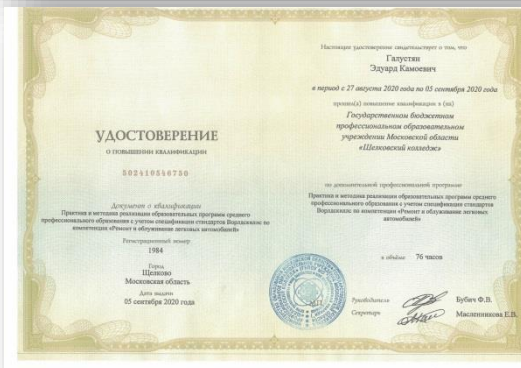 УДОСТОВЕРЕНИЕ
О ПОВЫШЕНИИ КВАЛИФИКАЦИИ
502410546750
Документ о квалификации
Практика и методика реализации образовательных программ среднего
профессионального образования с учетом спецификации стандартов Ворлдскиллс по
компетенции «Ремонт и обслуживание легковых автомобилей»
Регистрационный номер
1984
Город
Щелково
Московская область
Дата выдачи
05 сентября 2020 года
Настоящее удостоверение свидетельствует о том, что
Галустян
Эдуард Камоевич
в период с 27 августа 2020 года по 05 сентября 2020 года
прошел(а) повышение квалификации в (на)
Государственном бюджетном
профессиональном образовательном
учреждении Московской области
«Щелковский колледж»
по дополнительной профессиональной программе
Практика и методика реализации образовательных программ среднего
профессионального образования с учетом спецификации стандартов
Ворлдскиллс по компетенции «Ремонт и обслуживание легковых
автомобилей»
в объёме 76 часов
Руководитель Бубич Ф.В.
Секретарь Масленникова Е.В.